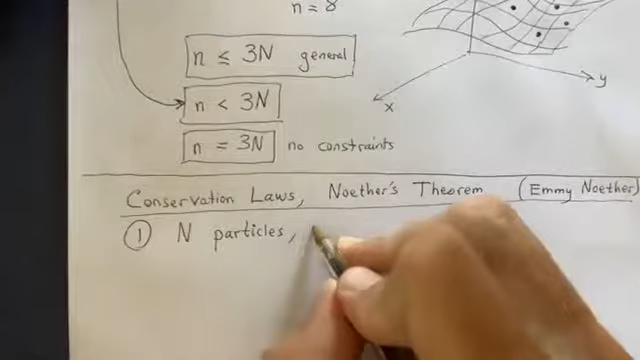 n = 8
n ≤ 3N general
n < 3N
n = 3N no constraints
x
y
Conservation Laws, Noether's Theorem (Emmy Noether)
① N particles,